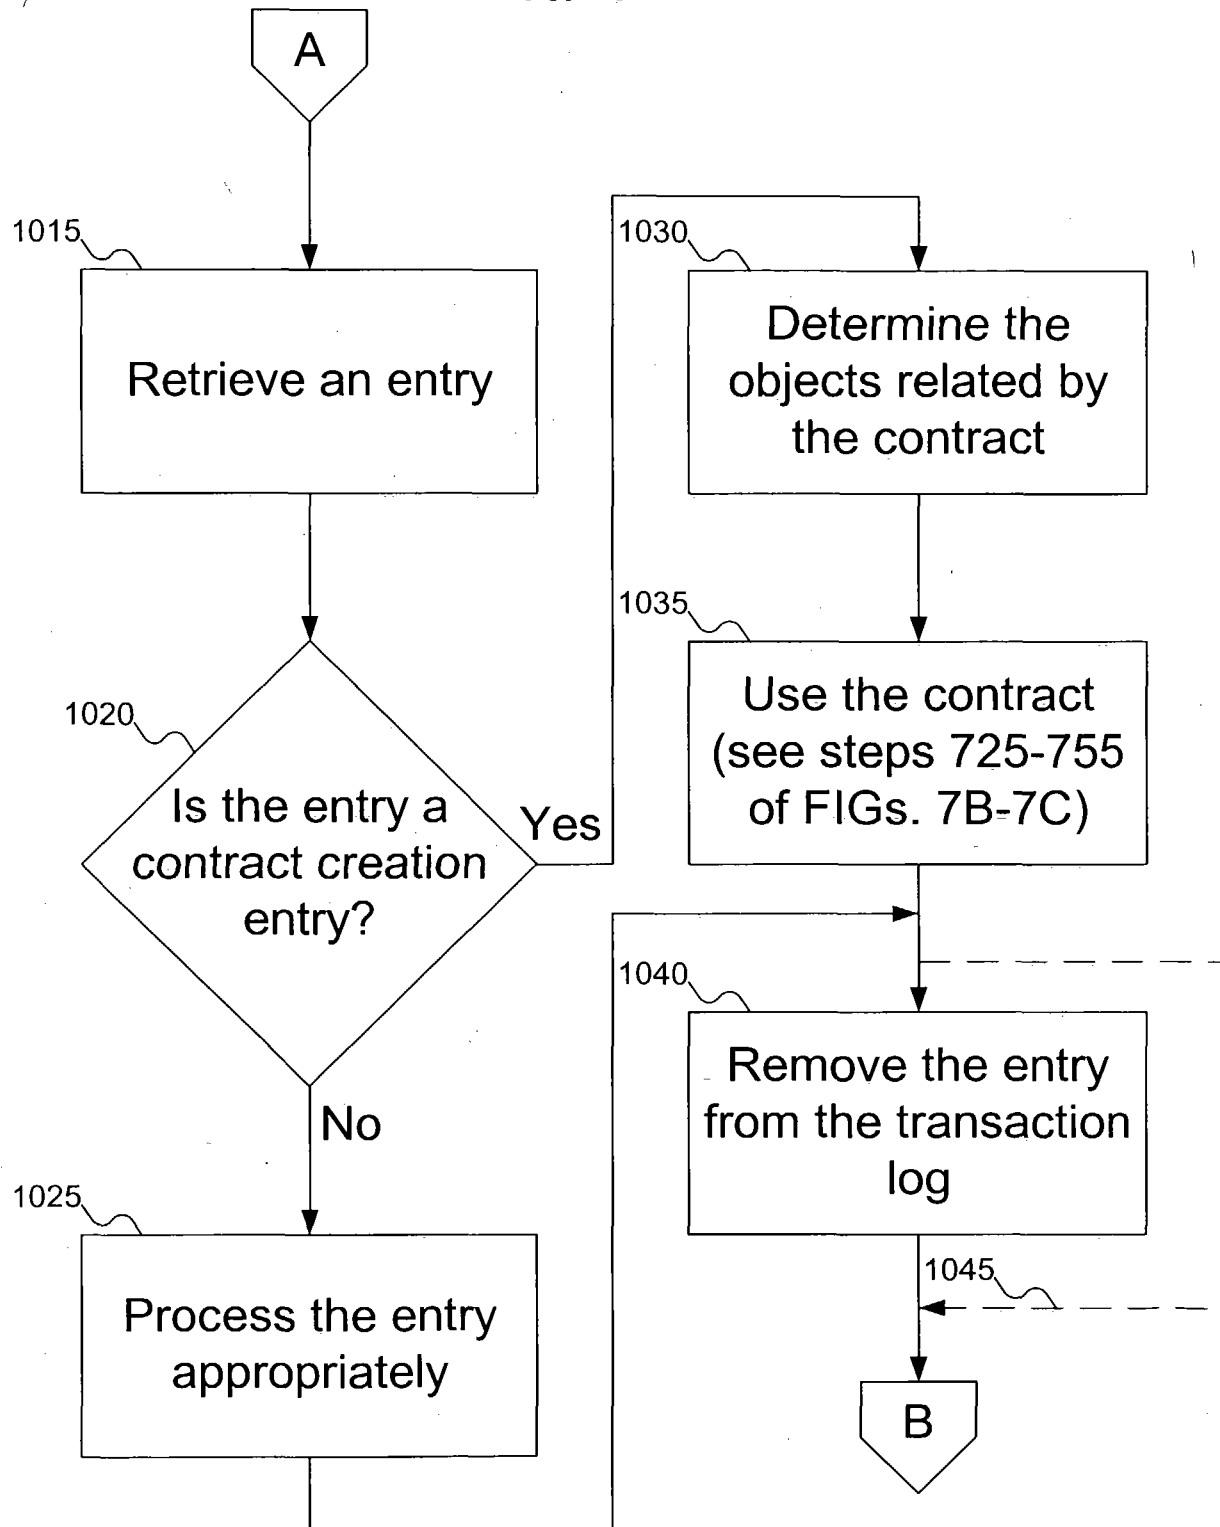 A
1015
Retrieve an entry
1020
Is the entry a
contract creation
entry?
Yes
No
1025
Process the entry
appropriately
1030
Determine the
objects related by
the contract
1035
Use the contract
(see steps 725-755
of FIGs. 7B-7C)
1040
Remove the entry
from the transaction
log
1045
B